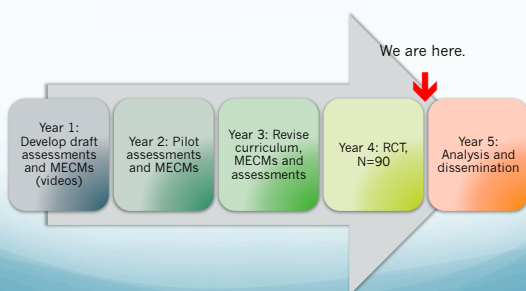 We are here.
Year 1:
Develop draft
assessments
and MECMs
(videos)
Year 2: Pilot
assessments
and MECMs
Year 3: Revise
curriculum,
MECMs and
assessments
Year 4: RCT,
N=90
Year 5:
Analysis and
dissemination